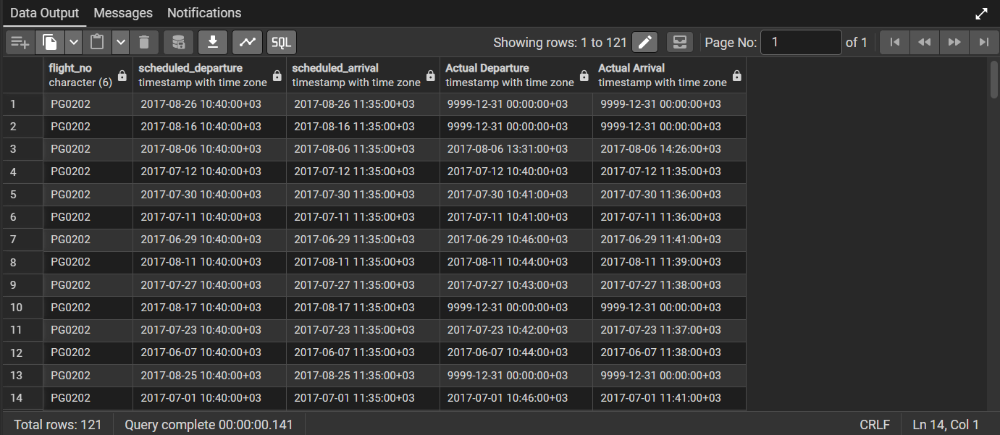 Data Output Messages Notifications
SQL Showing rows: 1 to 121 Page No: 1 of 1
flight_no scheduled_departure scheduled_arrival Actual Departure Actual Arrival
character (6) timestamp with time zone timestamp with time zone timestamp with time zone timestamp with time zone
1 PG0202 2017-08-26 10:40:00+03 2017-08-26 11:35:00+03 9999-12-31 00:00:00+03 9999-12-31 00:00:00+03
2 PG0202 2017-08-16 10:40:00+03 2017-08-16 11:35:00+03 9999-12-31 00:00:00+03 9999-12-31 00:00:00+03
3 PG0202 2017-08-06 10:40:00+03 2017-08-06 11:35:00+03 2017-08-06 13:31:00+03 2017-08-06 14:26:00+03
4 PG0202 2017-07-12 10:40:00+03 2017-07-12 11:35:00+03 2017-07-12 10:40:00+03 2017-07-12 11:35:00+03
5 PG0202 2017-07-30 10:40:00+03 2017-07-30 11:35:00+03 2017-07-30 10:41:00+03 2017-07-30 11:36:00+03
6 PG0202 2017-07-11 10:40:00+03 2017-07-11 11:35:00+03 2017-07-11 10:41:00+03 2017-07-11 11:36:00+03
7 PG0202 2017-06-29 10:40:00+03 2017-06-29 11:35:00+03 2017-06-29 10:46:00+03 2017-06-29 11:41:00+03
8 PG0202 2017-08-11 10:40:00+03 2017-08-11 11:35:00+03 2017-08-11 10:44:00+03 2017-08-11 11:39:00+03
9 PG0202 2017-07-27 10:40:00+03 2017-07-27 11:35:00+03 2017-07-27 10:43:00+03 2017-07-27 11:38:00+03
10 PG0202 2017-08-17 10:40:00+03 2017-08-17 11:35:00+03 9999-12-31 00:00:00+03 9999-12-31 00:00:00+03
11 PG0202 2017-07-23 10:40:00+03 2017-07-23 11:35:00+03 2017-07-23 10:42:00+03 2017-07-23 11:37:00+03
12 PG0202 2017-06-07 10:40:00+03 2017-06-07 11:35:00+03 2017-06-07 10:44:00+03 2017-06-07 11:38:00+03
13 PG0202 2017-08-25 10:40:00+03 2017-08-25 11:35:00+03 9999-12-31 00:00:00+03 9999-12-31 00:00:00+03
14 PG0202 2017-07-01 10:40:00+03 2017-07-01 11:35:00+03 2017-07-01 10:46:00+03 2017-07-01 11:41:00+03
Total rows: 121 Query complete 00:00:00.141 CRLF Ln 14, Col 1